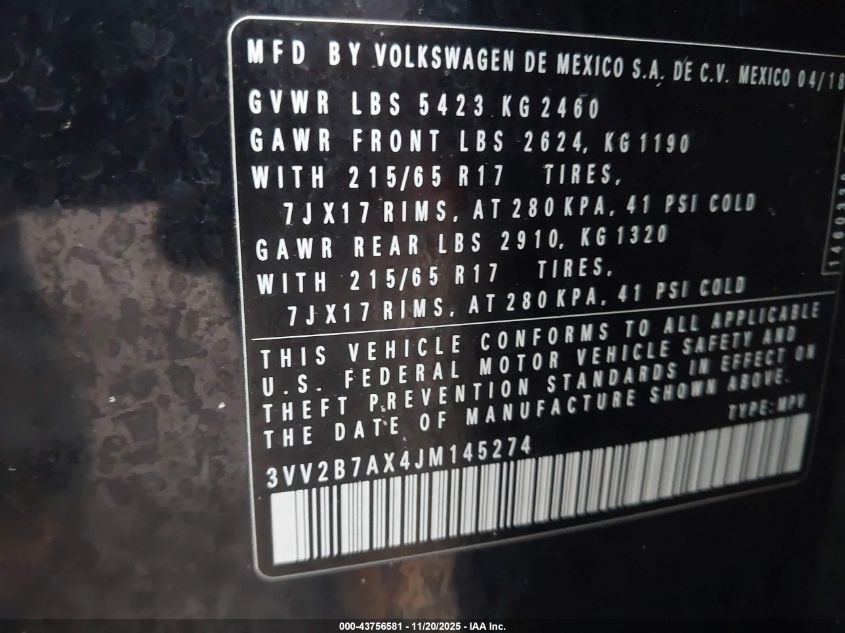 MFD BY VOLKSWAGEN DE MEXICO S.A. DE C.V. MEXICO 04/18
GVWR LBS 5423 KG 2460
GAWR FRONT LBS 2624, KG 1190
WITH 215/65 R17 TIRES,
7JX17 RIMS, AT 280 KPA, 41 PSI COLD
GAWR REAR LBS 2910, KG 1320
WITH 215/65 R17 TIRES,
7JX17 RIMS, AT 280 KPA, 41 PSI COLD
THIS VEHICLE CONFORMS TO ALL APPLICABLE
U.S. FEDERAL MOTOR VEHICLE SAFETY AND
THEFT PREVENTION STANDARDS IN EFFECT ON
THE DATE OF MANUFACTURE SHOWN ABOVE.
TYPE:MPV
3VV2B7AX4JM145274
000-43756581 - 11/20/2025 - IAA Inc.